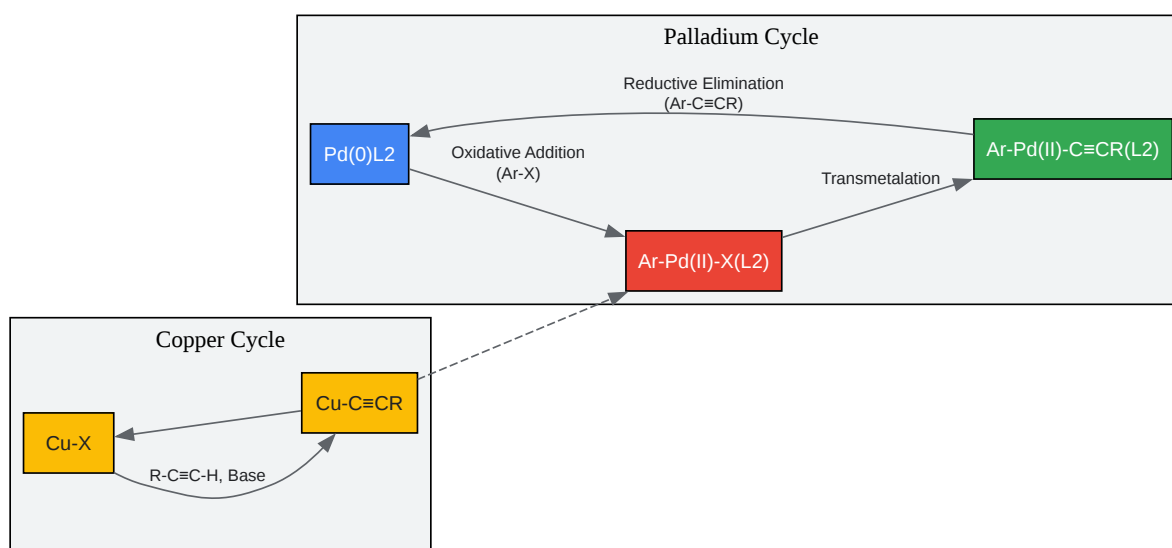 Palladium Cycle
Reductive Elimination
(Ar-C≡CR)
Pd(0)L2
Oxidative Addition
(Ar-X)
Transmetalation
Ar-Pd(II)-C≡CR(L2)
Ar-Pd(II)-X(L2)
Copper Cycle
Cu-C≡CR
Cu-X
R-C≡C-H, Base